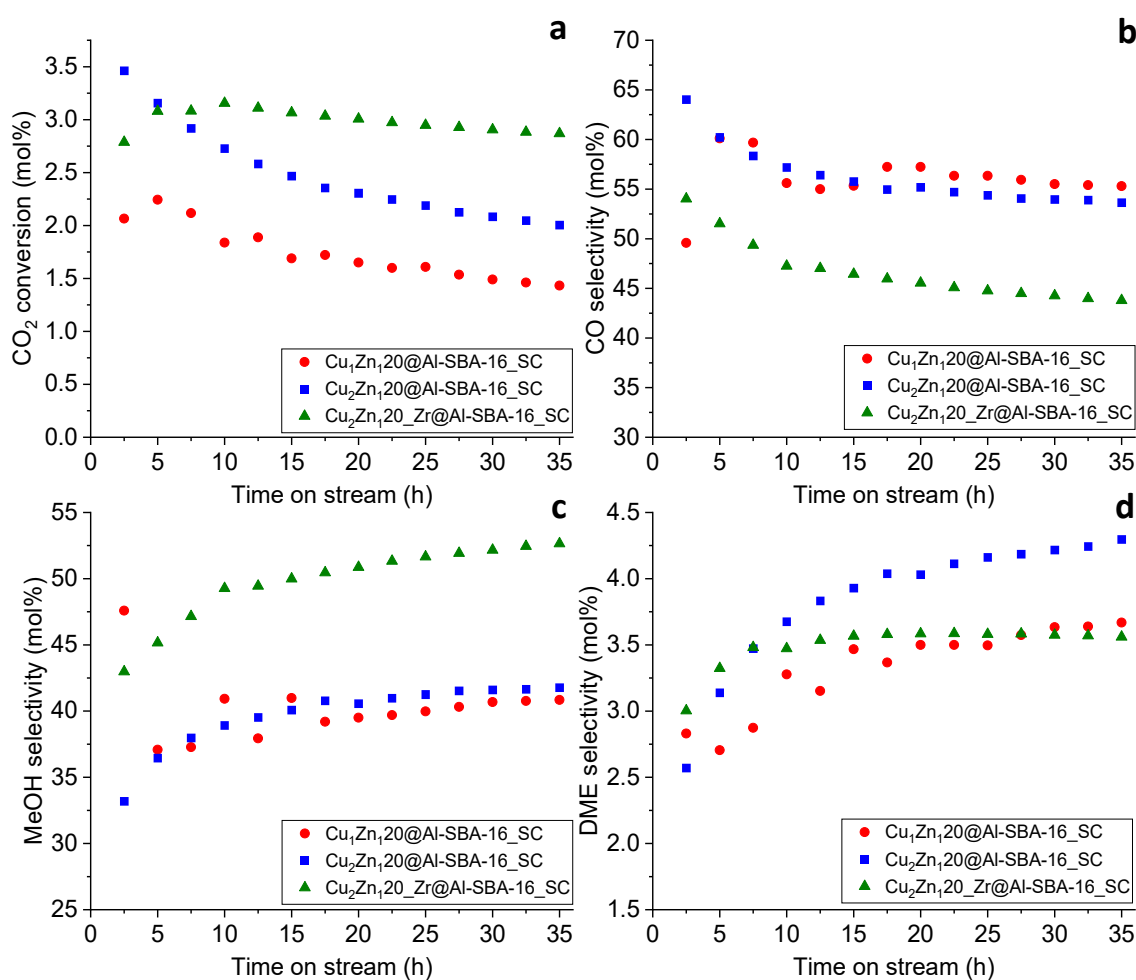 a
CO₂ conversion (mol%)
3.5
3.0
2.5
2.0
1.5
1.0
0.5
0.0
0 5 10 15 20 25 30 35
Time on stream (h)
Cu₁Zn₁20@Al-SBA-16_SC
Cu₂Zn₁20@Al-SBA-16_SC
Cu₂Zn₁20_Zr@Al-SBA-16_SC
b
CO selectivity (mol%)
70
65
60
55
50
45
40
35
30
0 5 10 15 20 25 30 35
Time on stream (h)
Cu₁Zn₁20@Al-SBA-16_SC
Cu₂Zn₁20@Al-SBA-16_SC
Cu₂Zn₁20_Zr@Al-SBA-16_SC
c
MeOH selectivity (mol%)
55
50
45
40
35
30
25
0 5 10 15 20 25 30 35
Time on stream (h)
Cu₁Zn₁20@Al-SBA-16_SC
Cu₂Zn₁20@Al-SBA-16_SC
Cu₂Zn₁20_Zr@Al-SBA-16_SC
d
DME selectivity (mol%)
4.5
4.0
3.5
3.0
2.5
2.0
1.5
0 5 10 15 20 25 30 35
Time on stream (h)
Cu₁Zn₁20@Al-SBA-16_SC
Cu₂Zn₁20@Al-SBA-16_SC
Cu₂Zn₁20_Zr@Al-SBA-16_SC